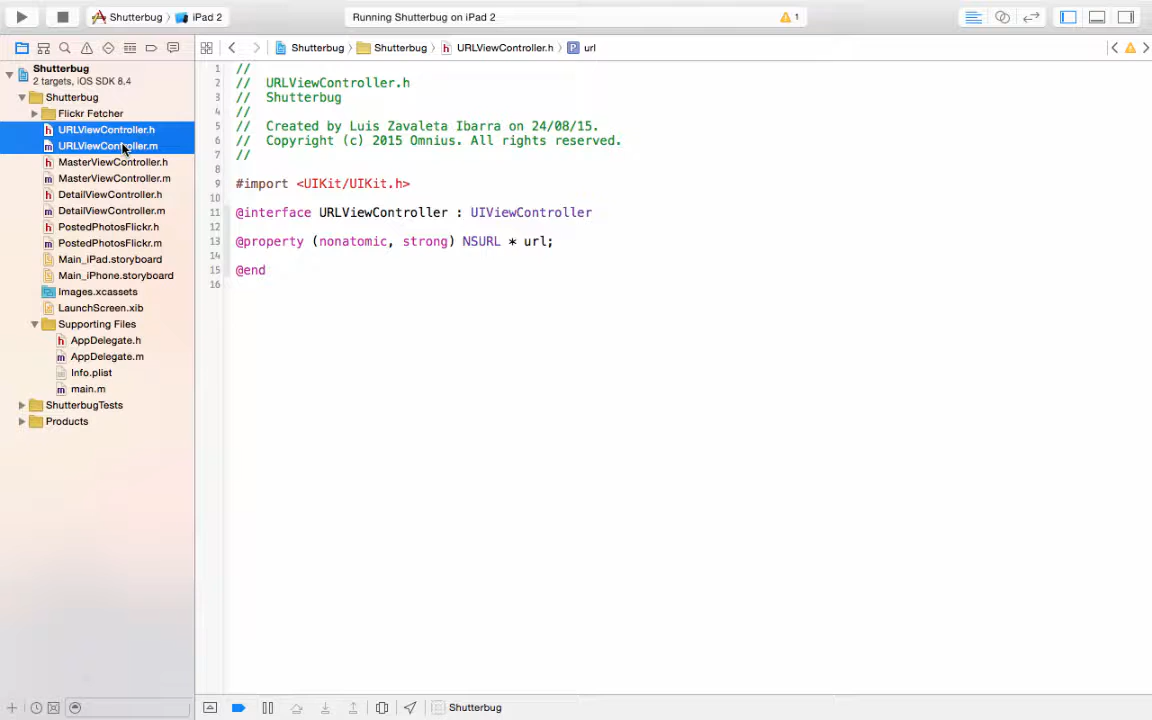 Shutterbug iPad 2
Running Shutterbug on iPad 2
1
Shutterbug Shutterbug URLViewController.h url
Shutterbug
2 targets, iOS SDK 8.4
Shutterbug
Flickr Fetcher
URLViewController.h
URLViewController.m
MasterViewController.h
MasterViewController.m
DetailViewController.h
DetailViewController.m
PostedPhotosFlickr.h
PostedPhotosFlickr.m
Main_iPad.storyboard
Main_iPhone.storyboard
Images.xcassets
LaunchScreen.xib
Supporting Files
AppDelegate.h
AppDelegate.m
Info.plist
main.m
ShutterbugTests
Products
1 //
2 //  URLViewController.h
3 //  Shutterbug
4 //
5 //  Created by Luis Zavaleta Ibarra on 24/08/15.
6 //  Copyright (c) 2015 Omnius. All rights reserved.
7 //
8
9 #import <UIKit/UIKit.h>
10
11 @interface URLViewController : UIViewController
12
13 @property (nonatomic, strong) NSURL * url;
14
15 @end
16
Shutterbug